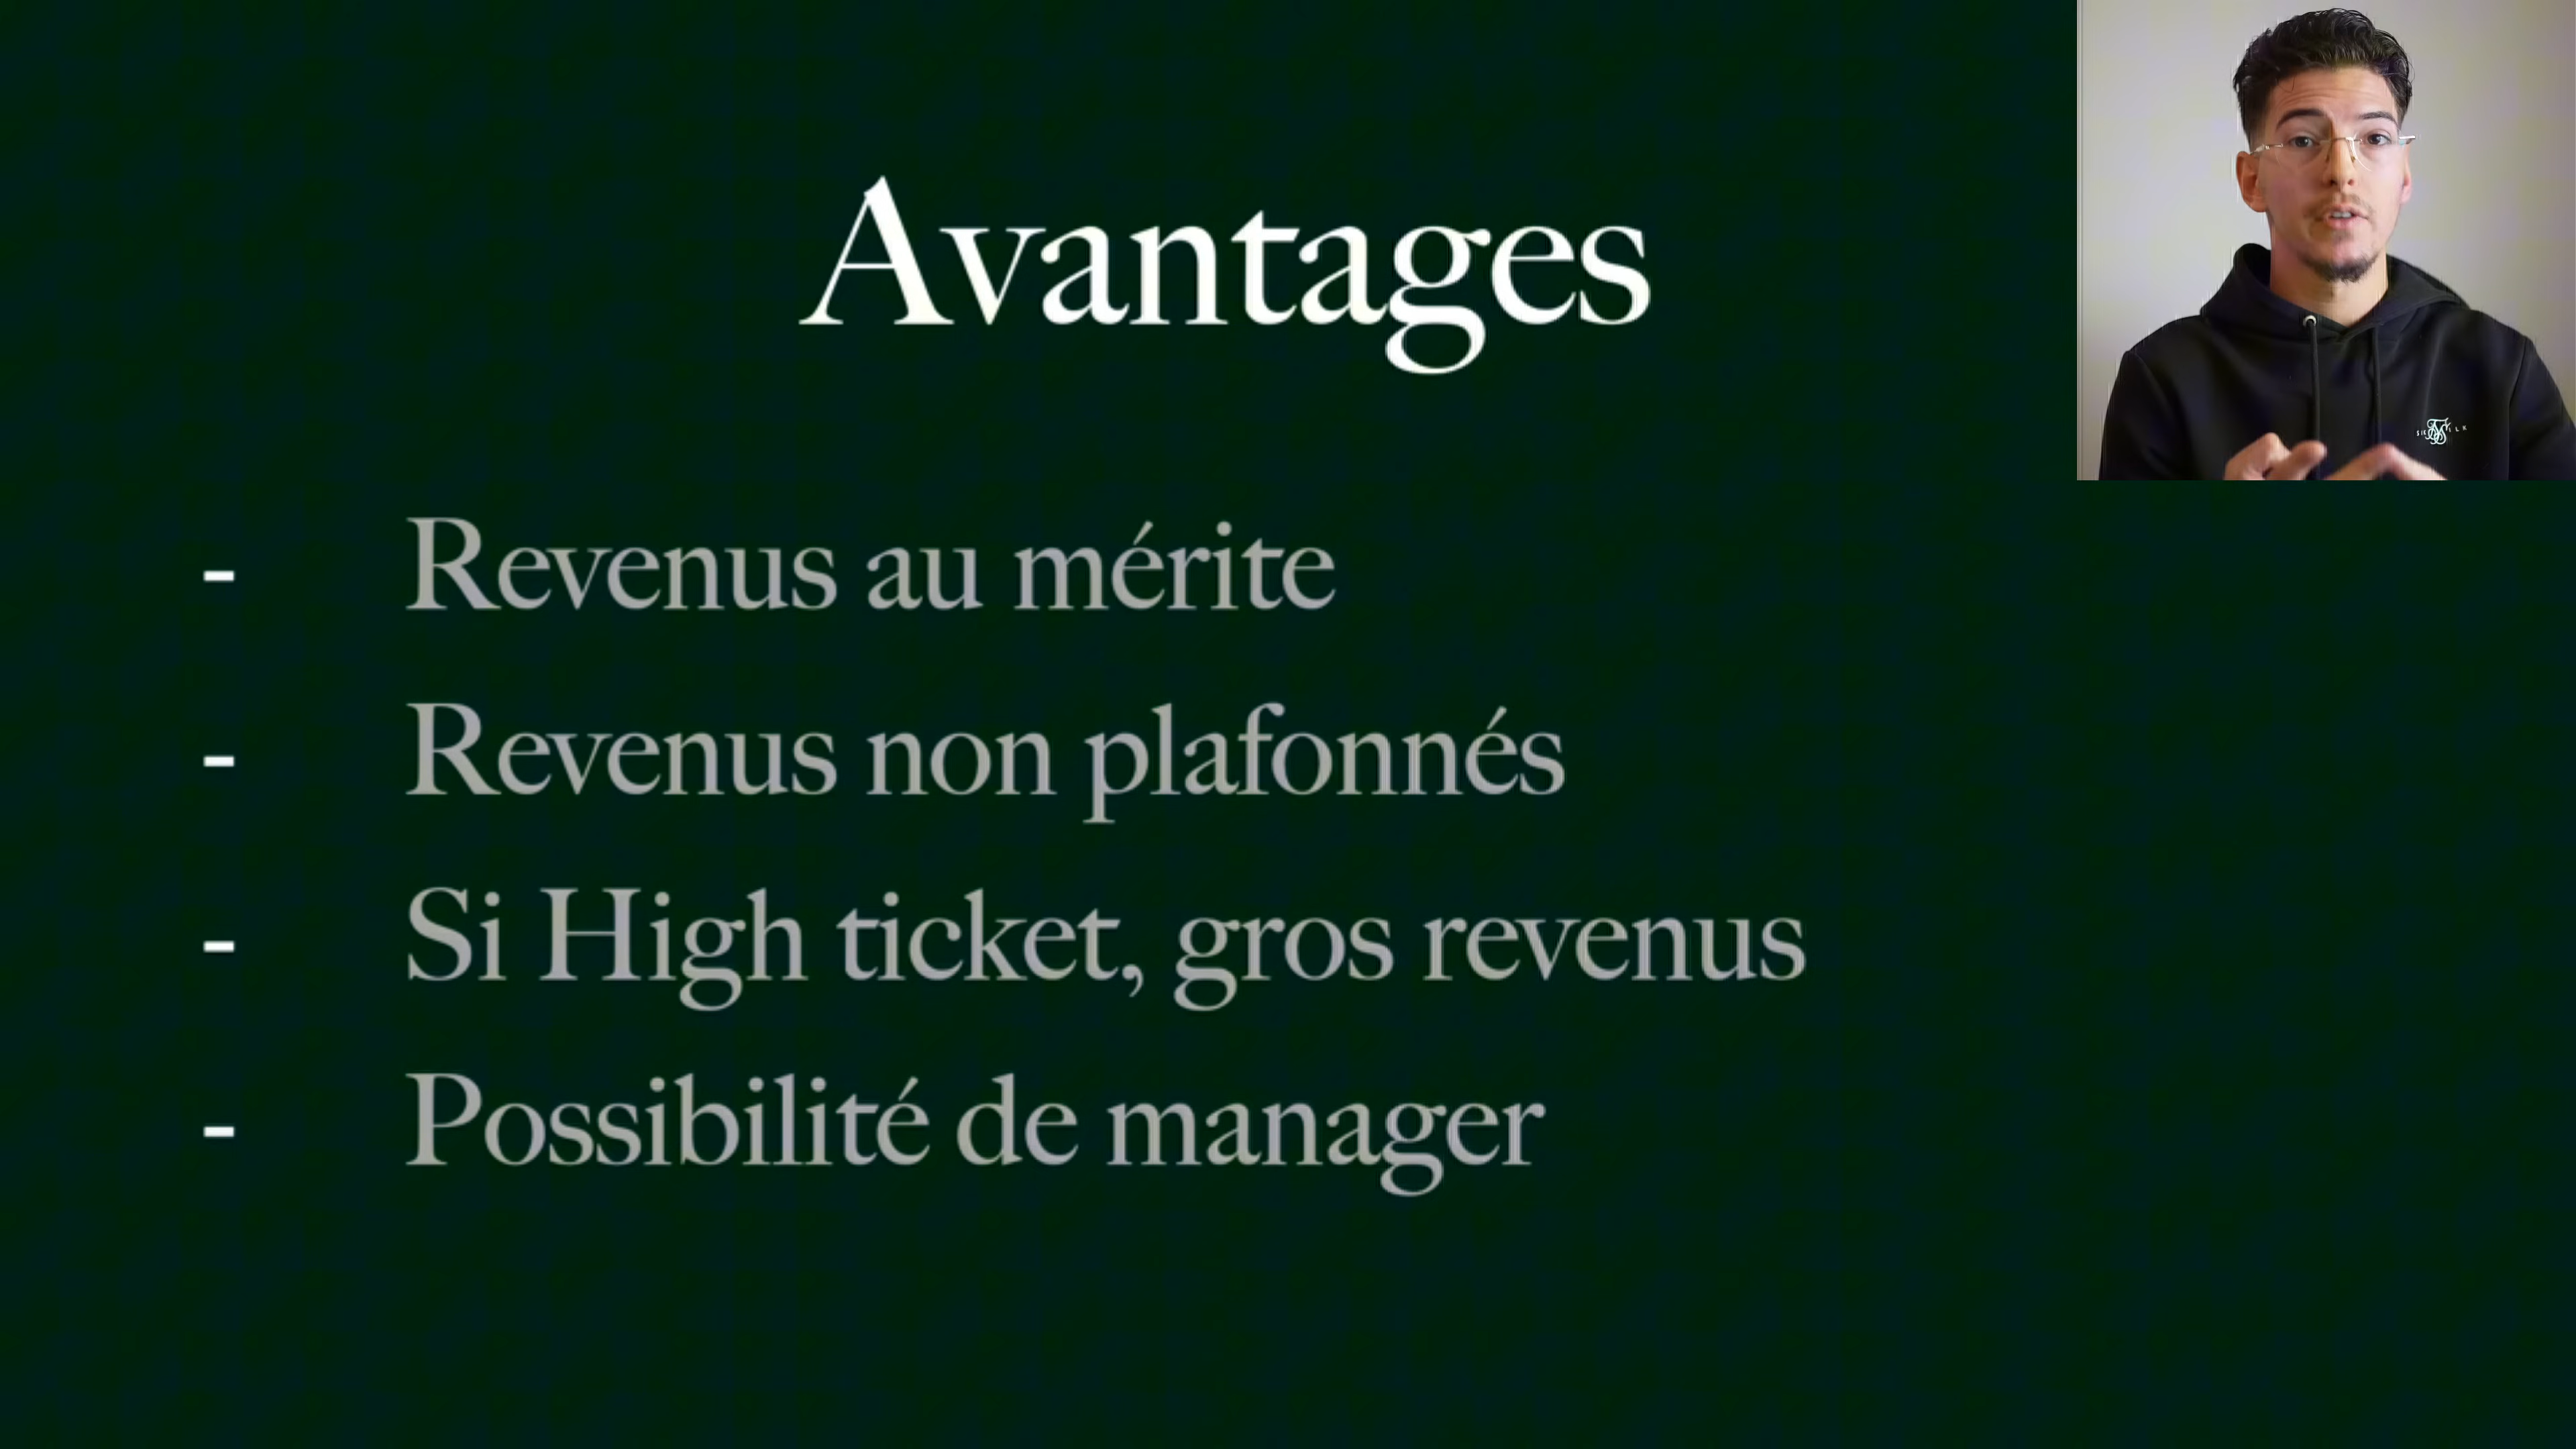 Avantages
- Revenus au mérite
- Revenus non plafonnés
- Si High ticket, gros revenus
- Possibilité de manager